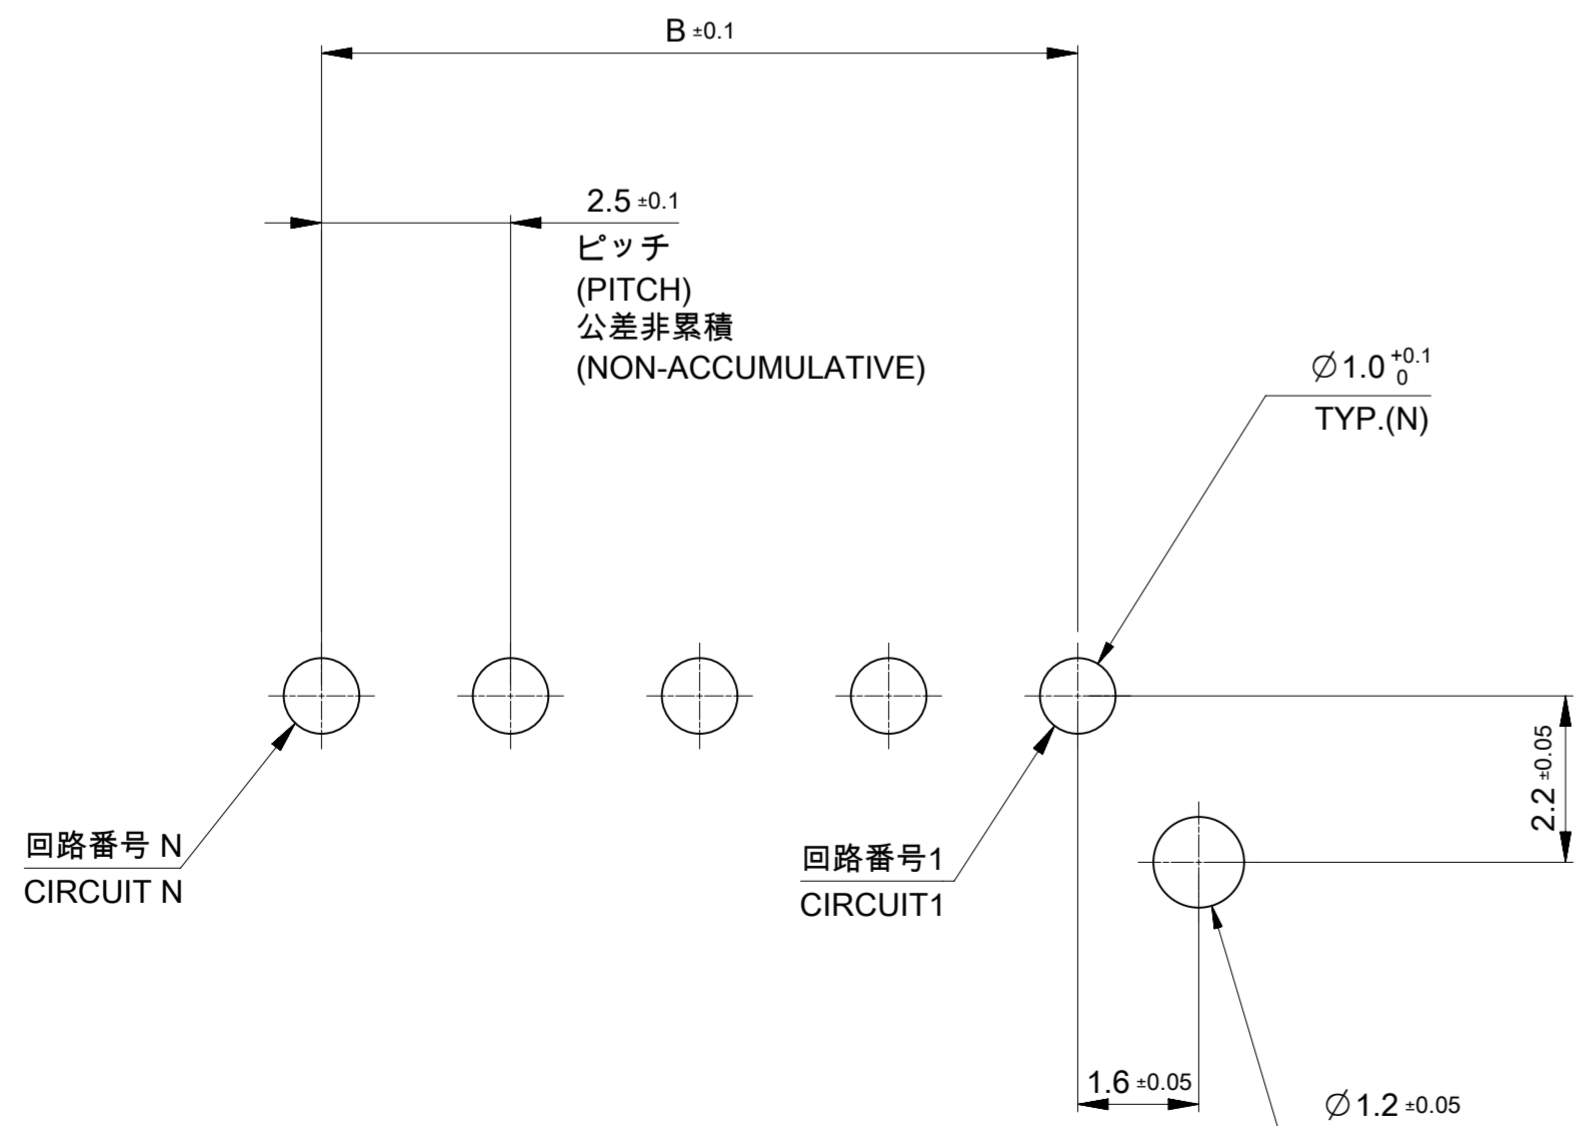 B ±0.1
2.5 ±0.1
ピッチ
(PITCH)
公差非累積
(NON-ACCUMULATIVE)
∅1.0 +0.1 0
TYP.(N)
2.2 ±0.05
回路番号 N
CIRCUIT N
回路番号1
CIRCUIT1
1.6 ±0.05
∅1.2 ±0.05